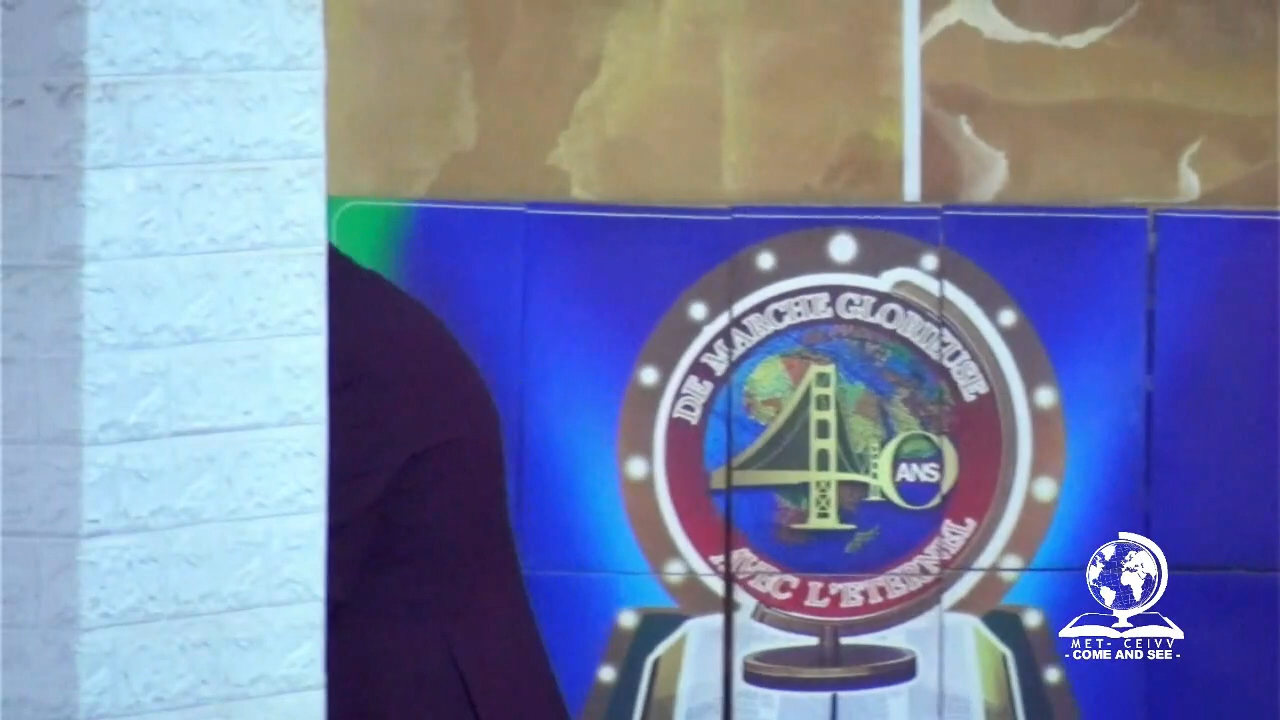 DE MARCHE GLORIEUSE
40
ANS
AVEC L'ETERNEL
MET- CEIVV
- COME AND SEE -